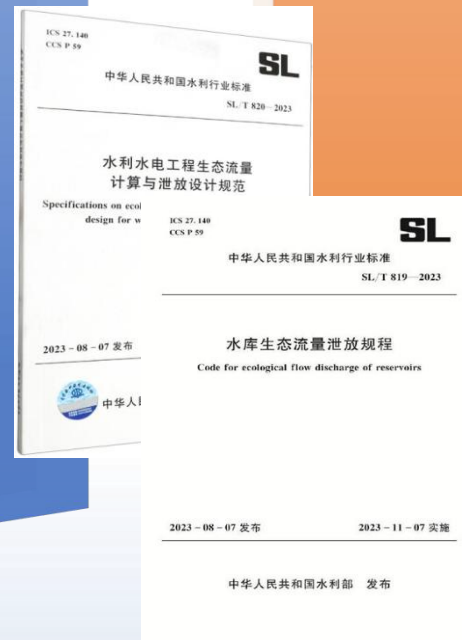 ICS 27. 140
CCS P 59
SL
中华人民共和国水利行业标准
SL/T 820—2023
水利水电工程生态流量
计算与泄放设计规范
Specifications on ecol
design for w
2023-08-07 发布
中华人
ICS 27. 140
CCS P 59
SL
中华人民共和国水利行业标准
SL/T 819—2023
水库生态流量泄放规程
Code for ecological flow discharge of reservoirs
2023-08-07 发布
2023-11-07 实施
中华人民共和国水利部 发布